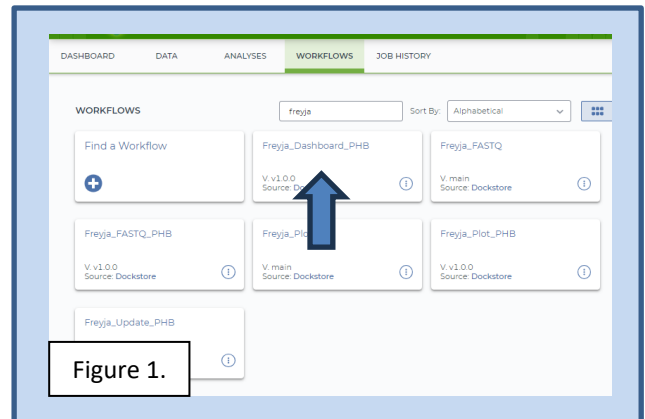 DASHBOARD DATA ANALYSES WORKFLOWS JOB HISTORY
WORKFLOWS freyja Sort By: Alphabetical
Find a Workflow
Freyja_Dashboard_PHB
V. v1.0.0
Source:
Freyja_FASTQ
V. main
Source: Dockstore
Freyja_FASTQ_PHB
V. v1.0.0
Source: Dockstore
V. main
Source: Dockstore
Freyja_Plot_PHB
V. v1.0.0
Source: Dockstore
Freyja_Update_PHB
Figure 1.